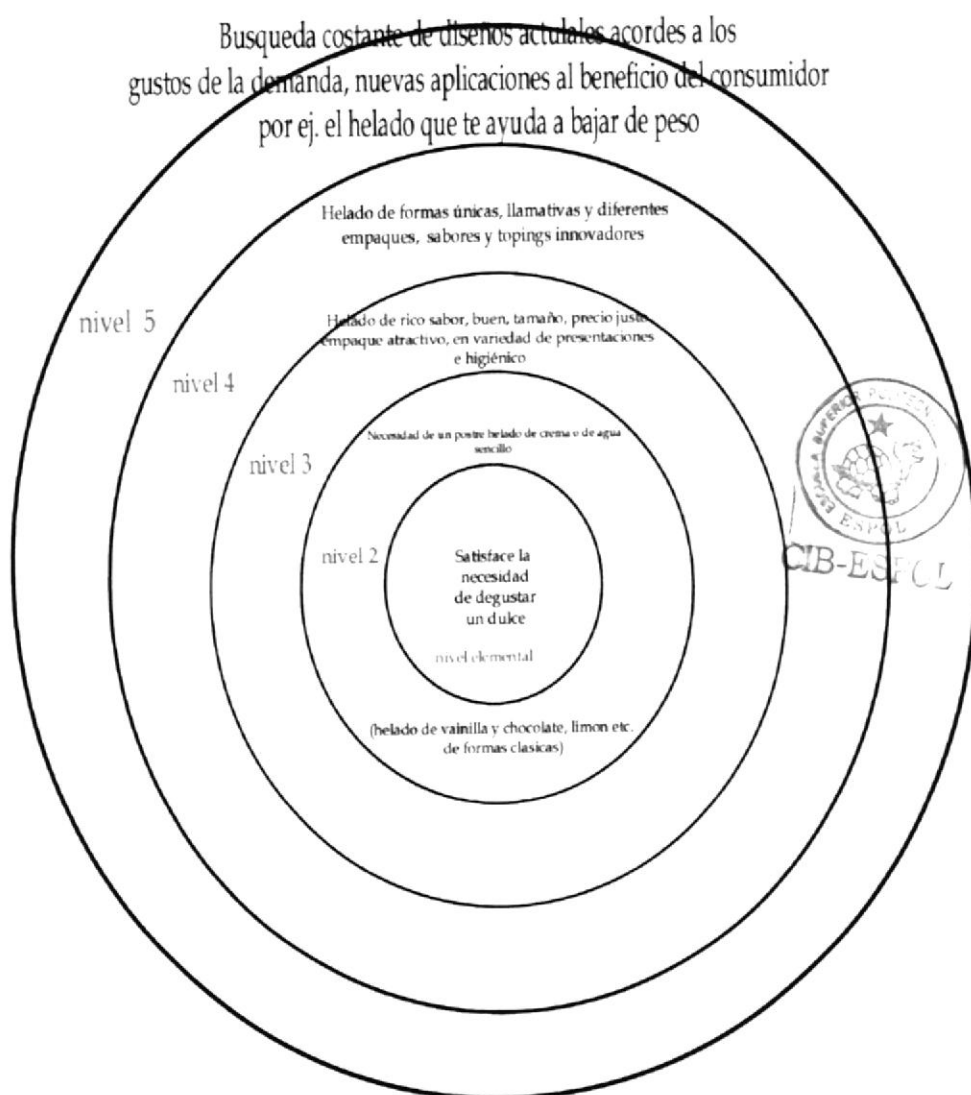 Busqueda costante de diseños actulales acordes a los
gustos de la demanda, nuevas aplicaciones al beneficio del consumidor
por ej. el helado que te ayuda a bajar de peso
Helado de formas únicas, llamativas y diferentes
empaques, sabores y topings innovadores
nivel 5
Helado de rico sabor, buen, tamaño, precio justo,
empaque atractivo, en variedad de presentaciones
e higiénico
nivel 4
Necesidad de un postre helado de crema o de agua
sencillo
nivel 3
nivel 2
Satisface la
necesidad
de degustar
un dulce
nivel elemental
(helado de vainilla y chocolate, limon etc.
de formas clasicas)
ESCUELA SUPERIOR
ESPOL
CIB-ESPOL